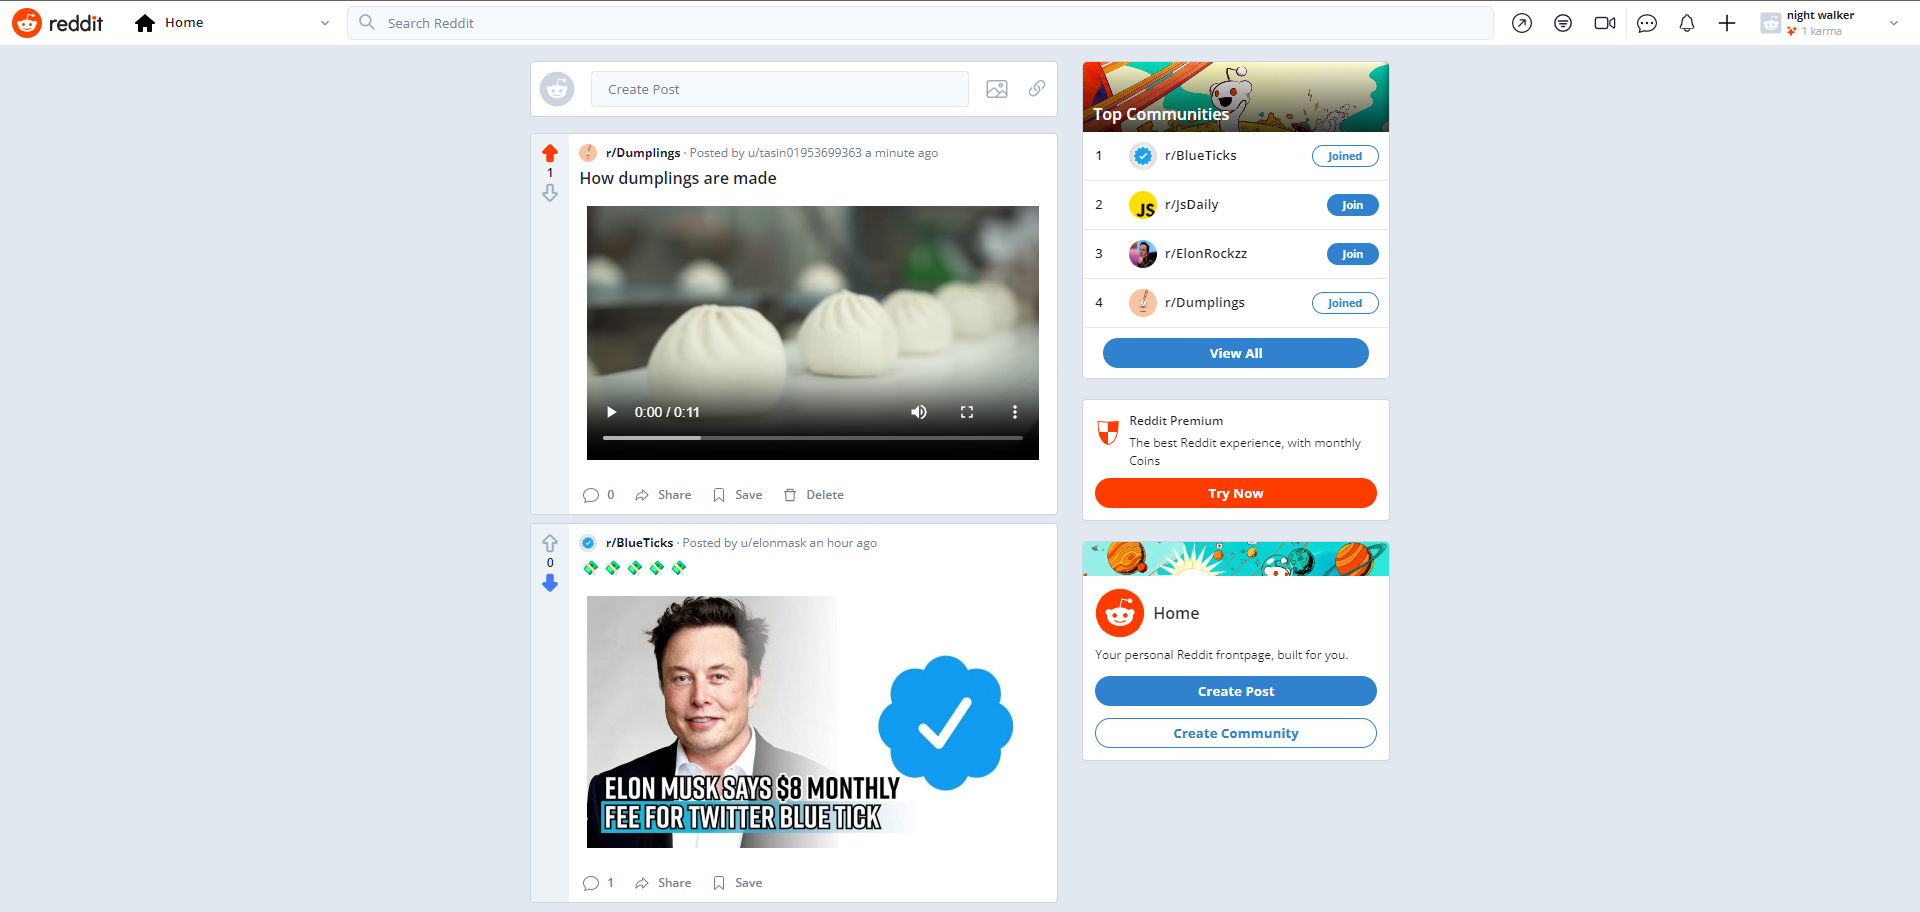 reddit
Home
Search Reddit
night walker
1 karma
Create Post
r/Dumplings · Posted by u/tasin01953699363 a minute ago
1
How dumplings are made
0:00 / 0:11
0
Share
Save
Delete
r/BlueTicks · Posted by u/elonmask an hour ago
0
ELON MUSK SAYS $8 MONTHLY
FEE FOR TWITTER BLUE TICK
1
Share
Save
Top Communities
1
r/BlueTicks
Joined
2
JS
r/JsDaily
Join
3
r/ElonRockzz
Join
4
r/Dumplings
Joined
View All
Reddit Premium
The best Reddit experience, with monthly
Coins
Try Now
Home
Your personal Reddit frontpage, built for you.
Create Post
Create Community